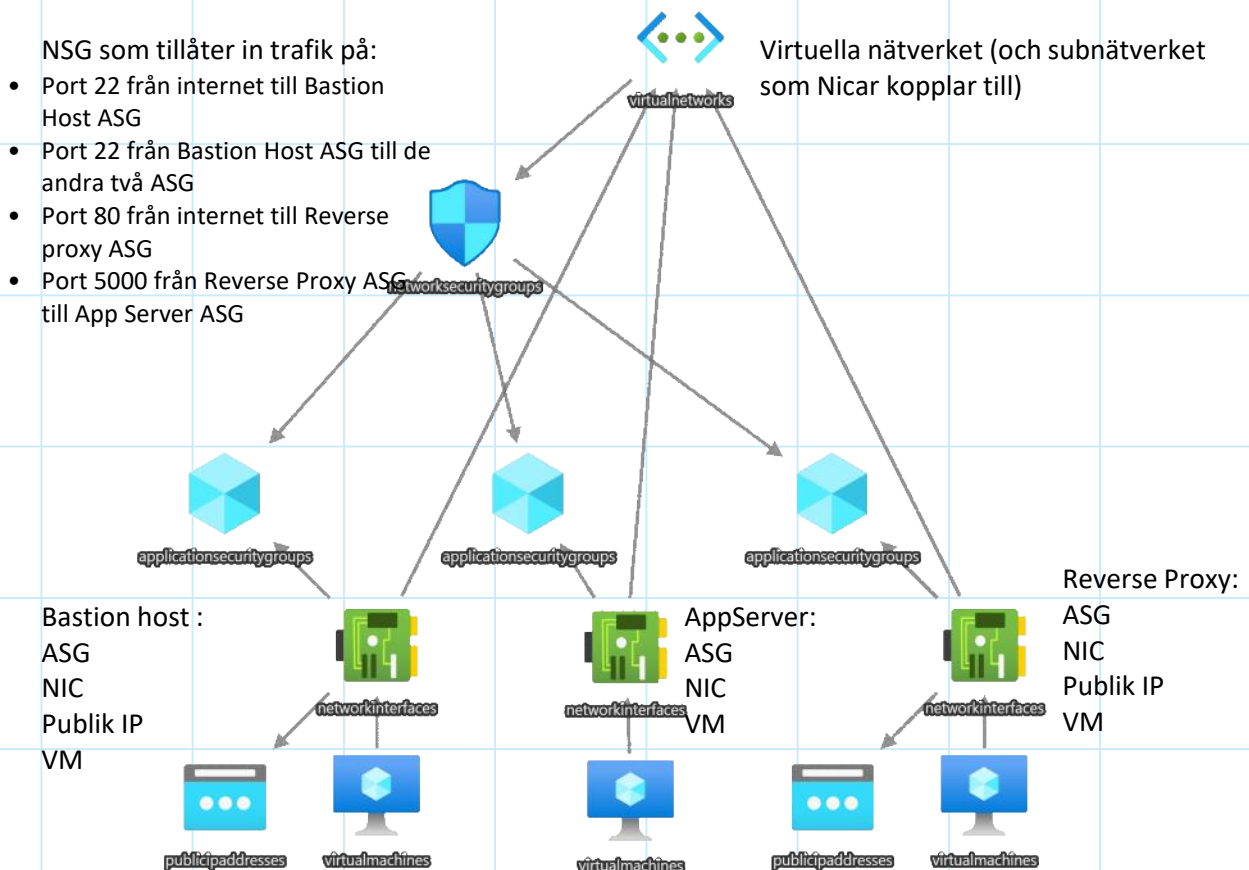 NSG som tillåter in trafik på:
• Port 22 från internet till Bastion
Host ASG
• Port 22 från Bastion Host ASG till de
andra två ASG
• Port 80 från internet till Reverse
proxy ASG
• Port 5000 från Reverse Proxy ASG
till App Server ASG
virtualnetworks
Virtuella nätverket (och subnätverket
som Nicar kopplar till)
networksecuritygroups
applicationsecuritygroups
applicationsecuritygroups
applicationsecuritygroups
Bastion host :
ASG
NIC
Publik IP
VM
networkinterfaces
networkinterfaces
AppServer:
ASG
NIC
VM
networkinterfaces
Reverse Proxy:
ASG
NIC
Publik IP
VM
publicipaddresses
virtualmachines
virtualmachines
publicipaddresses
virtualmachines